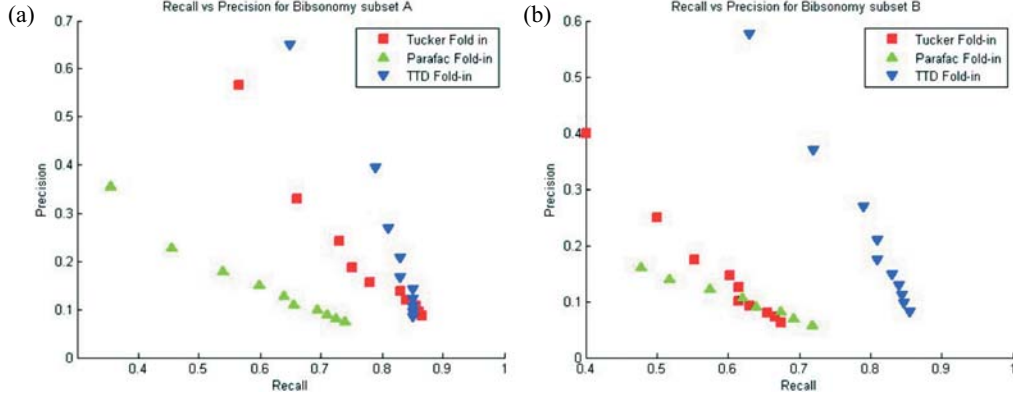 (a)
Recall vs Precision for Bibsonomy subset A
Tucker Fold in
Parafac Fold-in
TTD Fold-in
0.7
0.6
0.5
0.4
0.3
0.2
0.1
0
Precision
0.4
0.5
0.6
0.7
0.8
0.9
1
Recall
(b)
Recall vs Precision for Bibsonomy subset B
Tucker Fold-in
Parafac Fold-in
TTD Fold-in
0.6
0.5
0.4
0.3
0.2
0.1
0
Precision
0.4
0.5
0.6
0.7
0.8
0.9
1
Recall